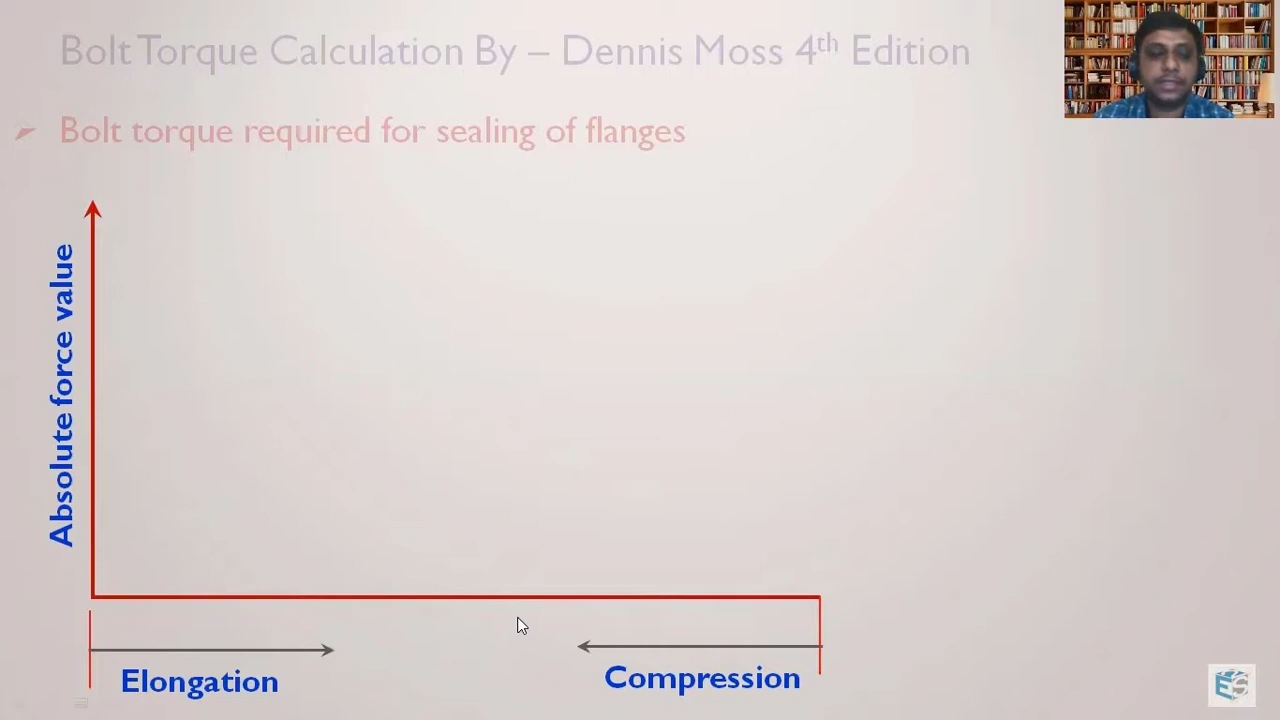 Bolt Torque Calculation By – Dennis Moss 4th Edition
Bolt torque required for sealing of flanges
Absolute force value
Elongation
Compression
ES